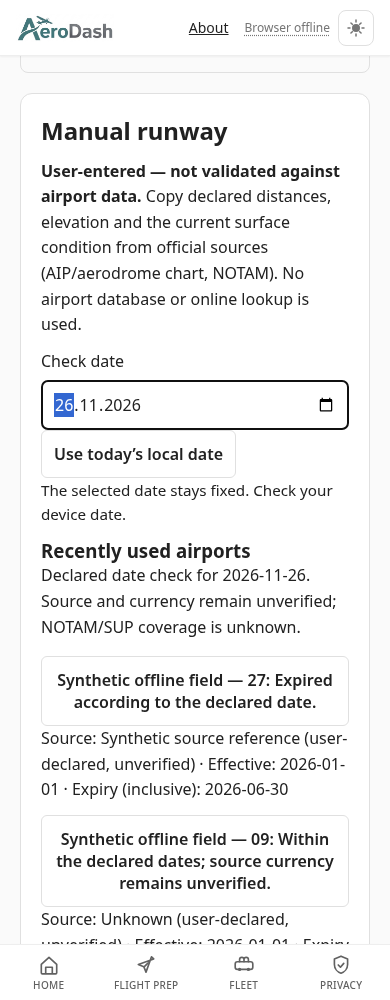 AeroDash
About
Browser offline
Manual runway
User-entered — not validated against
airport data. Copy declared distances,
elevation and the current surface
condition from official sources
(AIP/aerodrome chart, NOTAM). No
airport database or online lookup is
used.
Check date
26.11.2026
Use today’s local date
The selected date stays fixed. Check your
device date.
Recently used airports
Declared date check for 2026-11-26.
Source and currency remain unverified;
NOTAM/SUP coverage is unknown.
Synthetic offline field — 27: Expired
according to the declared date.
Source: Synthetic source reference (user-
declared, unverified) · Effective: 2026-01-
01 · Expiry (inclusive): 2026-06-30
Synthetic offline field — 09: Within
the declared dates; source currency
remains unverified.
Source: Unknown (user-declared,
unverified) · Effective: 2026-01-01 · Expiry
HOME
FLIGHT PREP
FLEET
PRIVACY